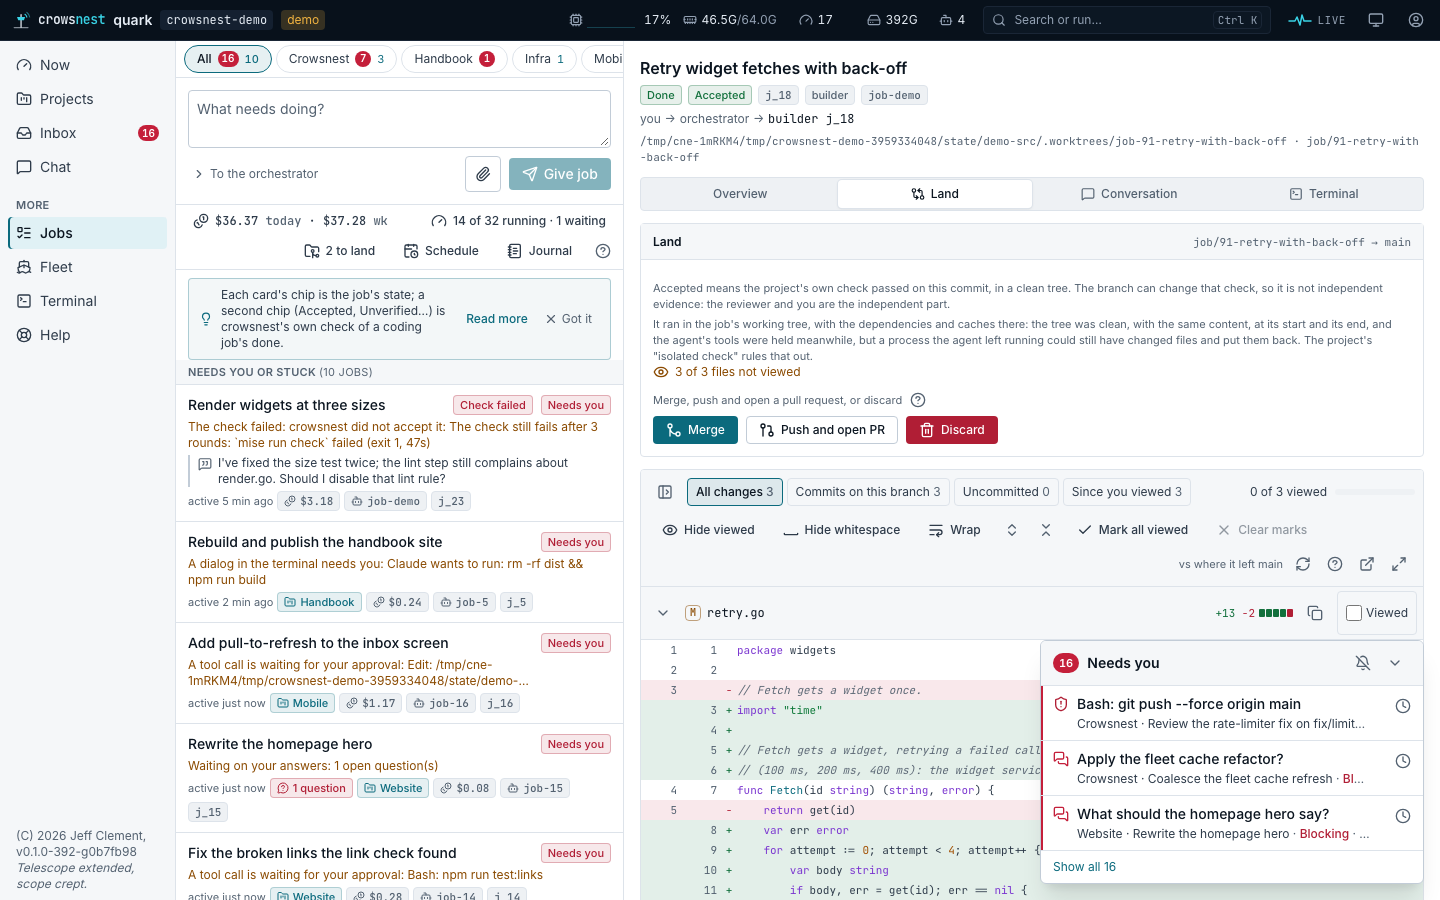 crowsnest quark crowsnest-demo demo
17% 46.5G/64.0G 17 392G 4 Search or run... Ctrl K LIVE
Now
Projects
Inbox 16
Chat
MORE
Jobs
Fleet
Terminal
Help
(C) 2026 Jeff Clement,
v0.1.0-392-g0b7fb98
Telescope extended,
scope crept.
All 16 10 Crowsnest 7 3 Handbook 1 Infra 1 Mobi
What needs doing?
To the orchestrator Give job
$36.37 today · $37.28 wk 14 of 32 running · 1 waiting
2 to land Schedule Journal
Each card's chip is the job's state; a
second chip (Accepted, Unverified...) is
crowsnest's own check of a coding
job's done.
Read more Got it
NEEDS YOU OR STUCK (10 JOBS)
Render widgets at three sizes Check failed Needs you
The check failed: crowsnest did not accept it: The check still fails after 3
rounds: `mise run check` failed (exit 1, 47s)
I've fixed the size test twice; the lint step still complains about
render.go. Should I disable that lint rule?
active 5 min ago $3.18 job-demo j_23
Rebuild and publish the handbook site Needs you
A dialog in the terminal needs you: Claude wants to run: rm -rf dist &&
npm run build
active 2 min ago Handbook $0.24 job-5 j_5
Add pull-to-refresh to the inbox screen Needs you
A tool call is waiting for your approval: Edit: /tmp/cne-
1mRKM4/tmp/crowsnest-demo-3959334048/state/demo-...
active just now Mobile $1.17 job-16 j_16
Rewrite the homepage hero Needs you
Waiting on your answers: 1 open question(s)
active just now 1 question Website $0.08 job-15
j_15
Fix the broken links the link check found Needs you
A tool call is waiting for your approval: Bash: npm run test:links
active just now Website $0.28 job-14 j_14
Retry widget fetches with back-off
Done Accepted j_18 builder job-demo
you → orchestrator → builder j_18
/tmp/cne-1mRKM4/tmp/crowsnest-demo-3959334048/state/demo-src/.worktrees/job-91-retry-with-back-off · job/91-retry-with
-back-off
Overview Land Conversation Terminal
Land job/91-retry-with-back-off → main
Accepted means the project's own check passed on this commit, in a clean tree. The branch can change that check, so it is not independent
evidence: the reviewer and you are the independent part.
It ran in the job's working tree, with the dependencies and caches there: the tree was clean, with the same content, at its start and its end, and
the agent's tools were held meanwhile, but a process the agent left running could still have changed files and put them back. The project's
"isolated check" rules that out.
3 of 3 files not viewed
Merge, push and open a pull request, or discard
Merge Push and open PR Discard
All changes 3 Commits on this branch 3 Uncommitted 0 Since you viewed 3 0 of 3 viewed
Hide viewed Hide whitespace Wrap Mark all viewed Clear marks
vs where it left main
M retry.go +13 -2 Viewed
1 1 package widgets
2 2
3 - // Fetch gets a widget once.
3 + import "time"
4 +
5 + // Fetch gets a widget, retrying a failed call
6 + // (100 ms, 200 ms, 400 ms): the widget servic
4 7 func Fetch(id string) (string, error) {
5 - return get(id)
8 + var err error
9 + for attempt := 0; attempt < 4; attempt++ {
10 + var body string
11 + if body, err = get(id); err == nil {
16 Needs you
Bash: git push --force origin main
Crowsnest · Review the rate-limiter fix on fix/limit...
Apply the fleet cache refactor?
Crowsnest · Coalesce the fleet cache refresh · Bl...
What should the homepage hero say?
Website · Rewrite the homepage hero · Blocking · ...
Show all 16